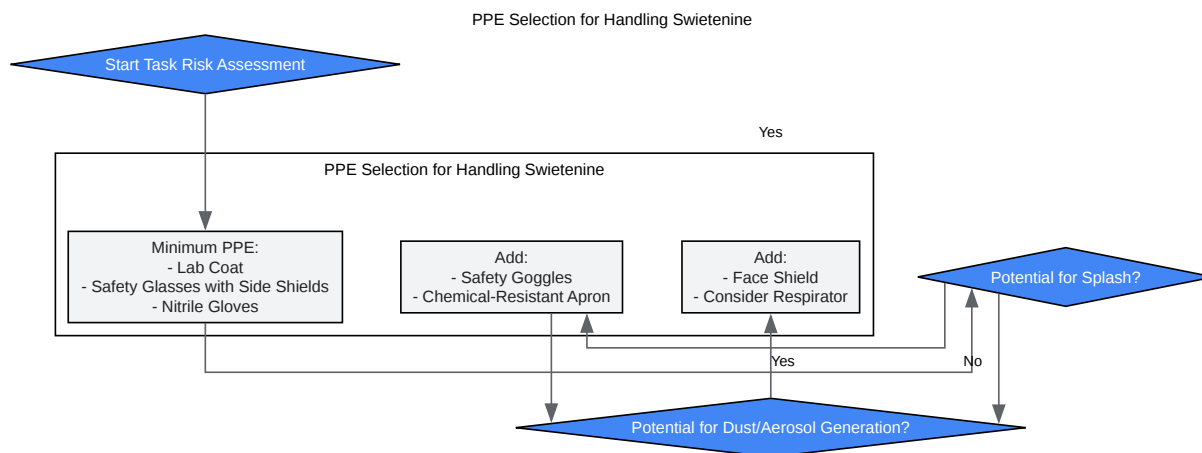 PPE Selection for Handling Swietenine
Start Task Risk Assessment
Yes
PPE Selection for Handling Swietenine
Minimum PPE:
- Lab Coat
- Safety Glasses with Side Shields
- Nitrile Gloves
Add:
- Safety Goggles
- Chemical-Resistant Apron
Add:
- Face Shield
- Consider Respirator
Potential for Splash?
Yes
No
Potential for Dust/Aerosol Generation?